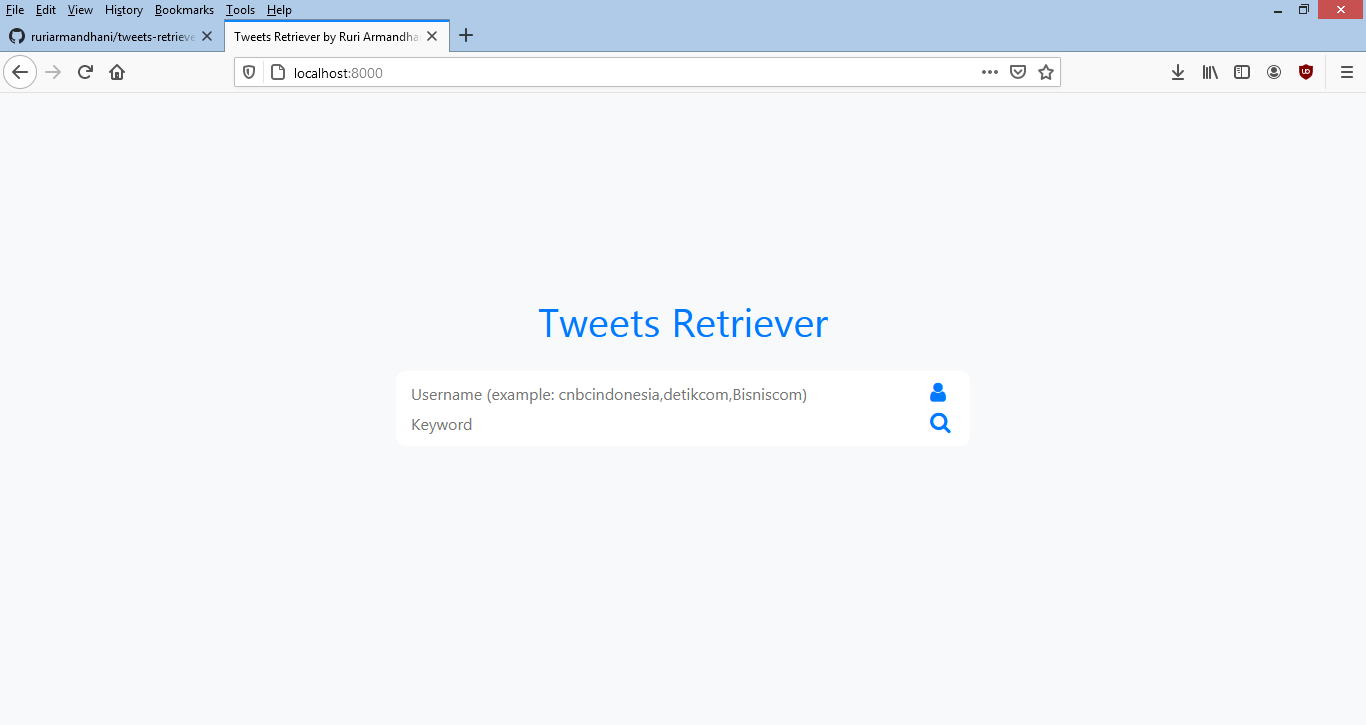 File Edit View History Bookmarks Tools Help
ruriarmandhani/tweets-retrieve
Tweets Retriever by Ruri Armandha
localhost:8000
Tweets Retriever
Username (example: cnbcindonesia,detikcom,Bisniscom)
Keyword